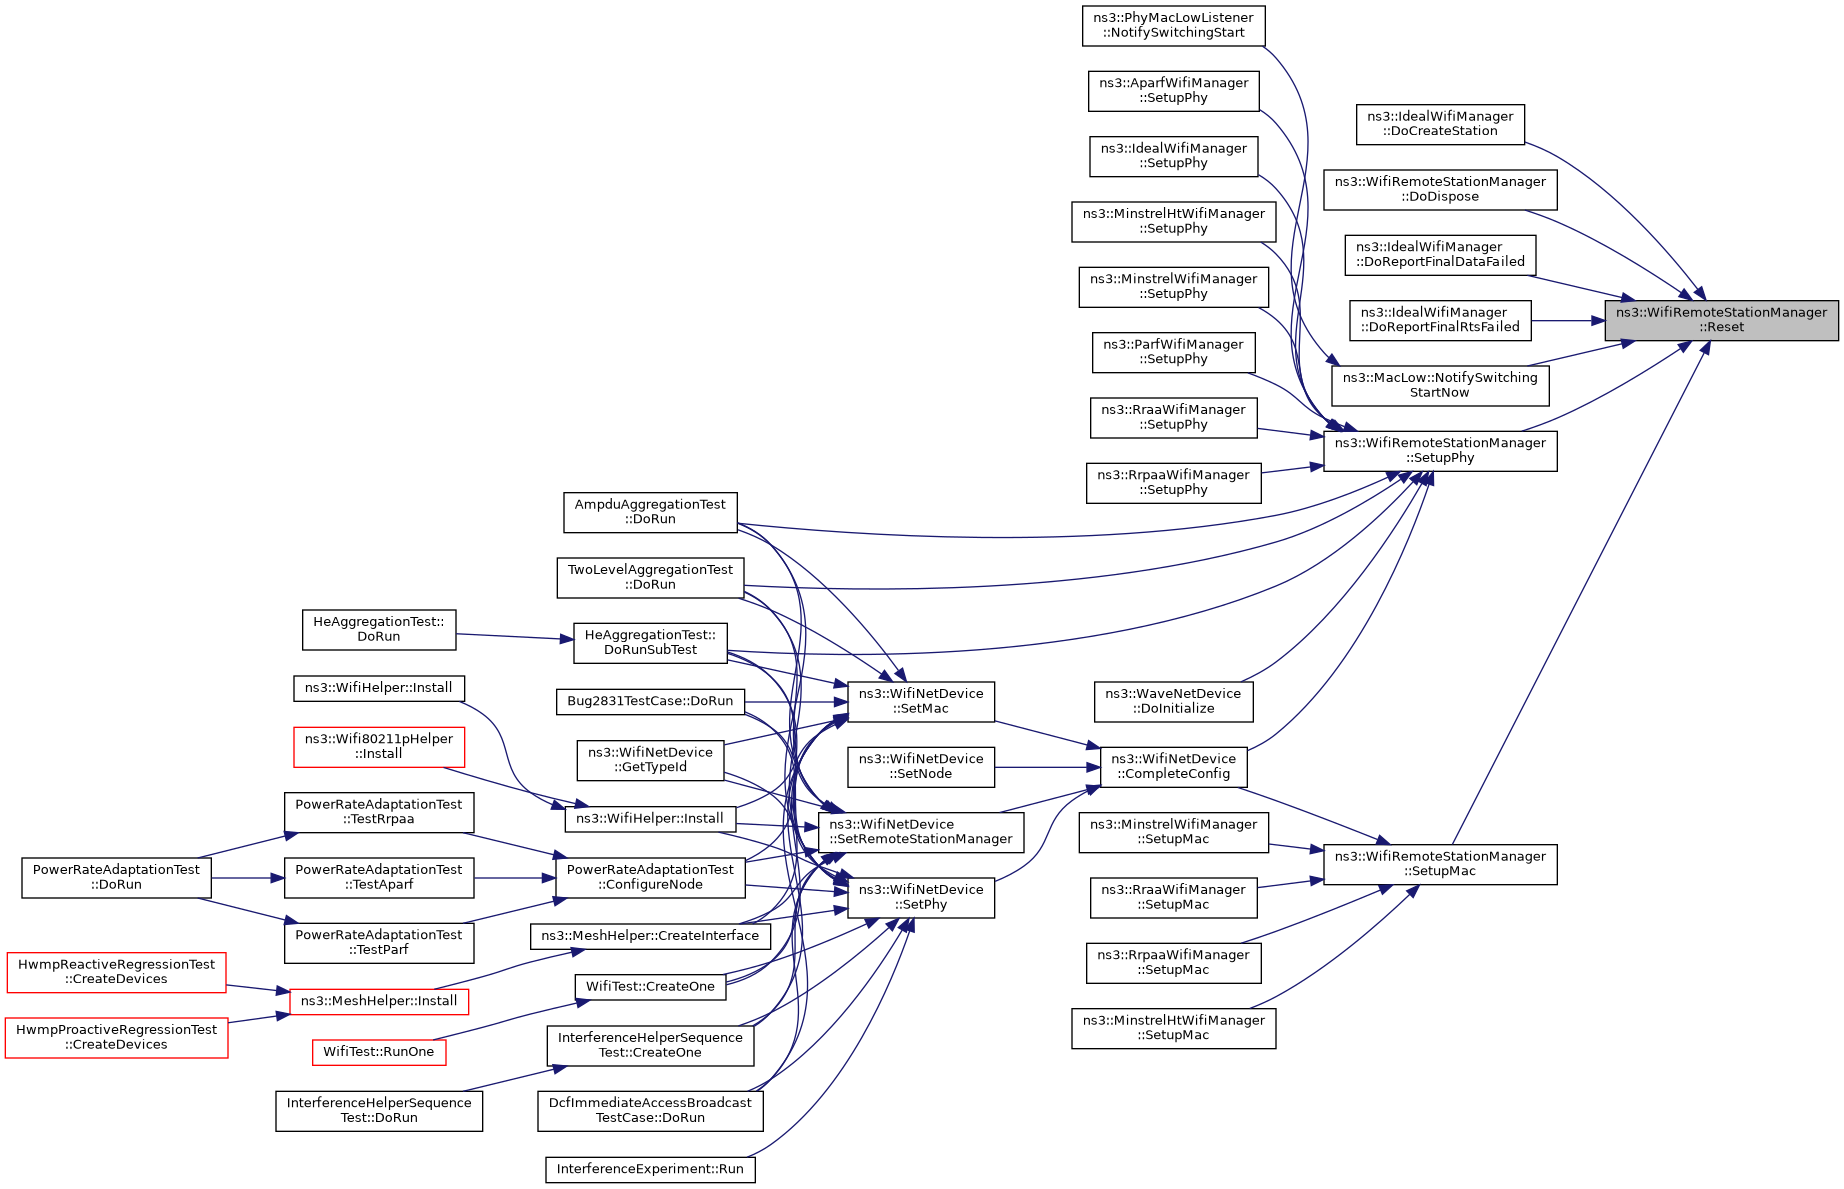 ns3::PhyMacLowListener
::NotifySwitchingStart
ns3::AparfWifiManager
::SetupPhy
ns3::IdealWifiManager
::SetupPhy
ns3::MinstrelHtWifiManager
::SetupPhy
ns3::MinstrelWifiManager
::SetupPhy
ns3::ParfWifiManager
::SetupPhy
ns3::RraaWifiManager
::SetupPhy
ns3::RrpaaWifiManager
::SetupPhy
ns3::IdealWifiManager
::DoCreateStation
ns3::WifiRemoteStationManager
::DoDispose
ns3::IdealWifiManager
::DoReportFinalDataFailed
ns3::IdealWifiManager
::DoReportFinalRtsFailed
ns3::MacLow::NotifySwitching
StartNow
ns3::WifiRemoteStationManager
::SetupPhy
ns3::WifiRemoteStationManager
::Reset
AmpduAggregationTest
::DoRun
TwoLevelAggregationTest
::DoRun
HeAggregationTest::
DoRun
HeAggregationTest::
DoRunSubTest
ns3::WifiHelper::Install
Bug2831TestCase::DoRun
ns3::WifiNetDevice
::SetMac
ns3::WaveNetDevice
::DoInitialize
ns3::Wifi80211pHelper
::Install
ns3::WifiNetDevice
::GetTypeId
ns3::WifiNetDevice
::SetNode
ns3::WifiNetDevice
::CompleteConfig
PowerRateAdaptationTest
::TestRrpaa
ns3::WifiHelper::Install
ns3::WifiNetDevice
::SetRemoteStationManager
ns3::MinstrelWifiManager
::SetupMac
PowerRateAdaptationTest
::DoRun
PowerRateAdaptationTest
::TestAparf
PowerRateAdaptationTest
::ConfigureNode
ns3::WifiNetDevice
::SetPhy
ns3::RraaWifiManager
::SetupMac
ns3::WifiRemoteStationManager
::SetupMac
PowerRateAdaptationTest
::TestParf
ns3::MeshHelper::CreateInterface
ns3::RrpaaWifiManager
::SetupMac
HwmpReactiveRegressionTest
::CreateDevices
ns3::MeshHelper::Install
WifiTest::CreateOne
ns3::MinstrelHtWifiManager
::SetupMac
HwmpProactiveRegressionTest
::CreateDevices
WifiTest::RunOne
InterferenceHelperSequence
Test::CreateOne
InterferenceHelperSequence
Test::DoRun
DcfImmediateAccessBroadcast
TestCase::DoRun
InterferenceExperiment::Run